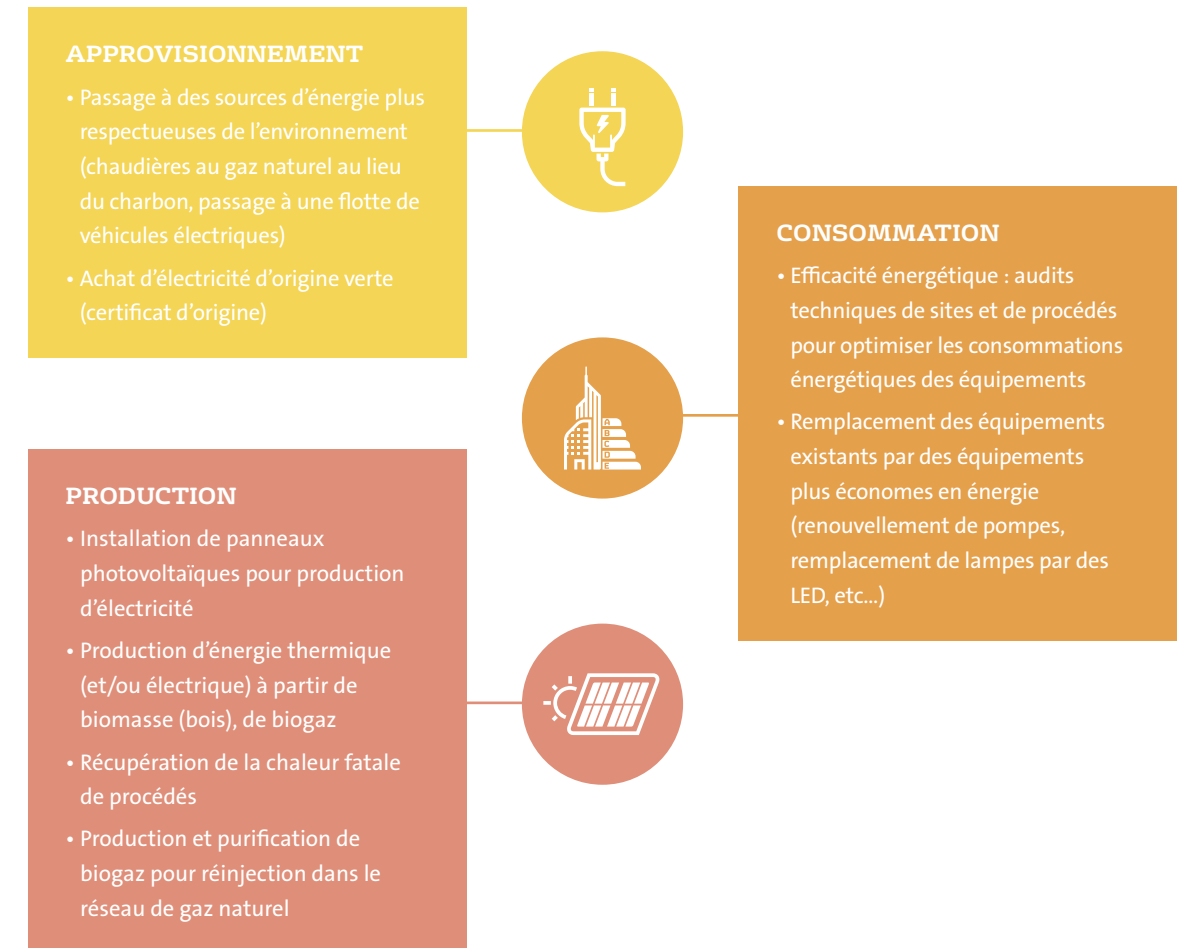 APPROVISIONNEMENT
• Passage à des sources d’énergie plus
respectueuses de l’environnement
(chaudières au gaz naturel au lieu
du charbon, passage à une flotte de
véhicules électriques)
• Achat d’électricité d’origine verte
(certificat d’origine)
CONSOMMATION
• Efficacité énergétique : audits
techniques de sites et de procédés
pour optimiser les consommations
énergétiques des équipements
• Remplacement des équipements
existants par des équipements
plus économes en énergie
(renouvellement de pompes,
remplacement de lampes par des
LED, etc...)
A
B
C
D
E
PRODUCTION
• Installation de panneaux
photovoltaïques pour production
d’électricité
• Production d’énergie thermique
(et/ou électrique) à partir de
biomasse (bois), de biogaz
• Récupération de la chaleur fatale
de procédés
• Production et purification de
biogaz pour réinjection dans le
réseau de gaz naturel